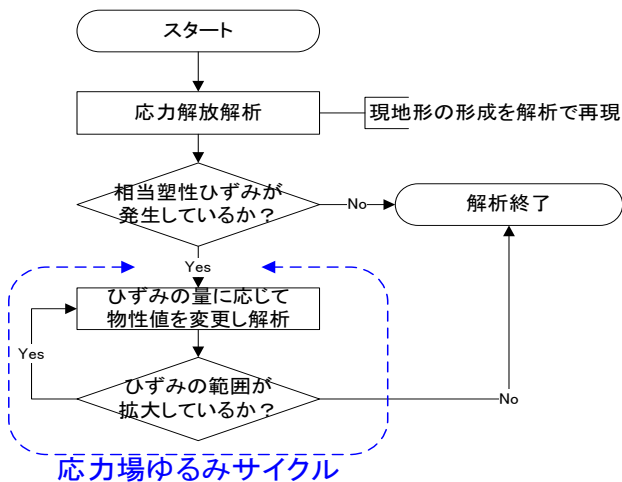 スタート
応力解放解析
現地形の形成を解析で再現
相当塑性ひずみが
発生しているか？
No
解析終了
Yes
ひずみの量に応じて
物性値を変更し解析
Yes
ひずみの範囲が
拡大しているか？
No
応力場ゆるみサイクル